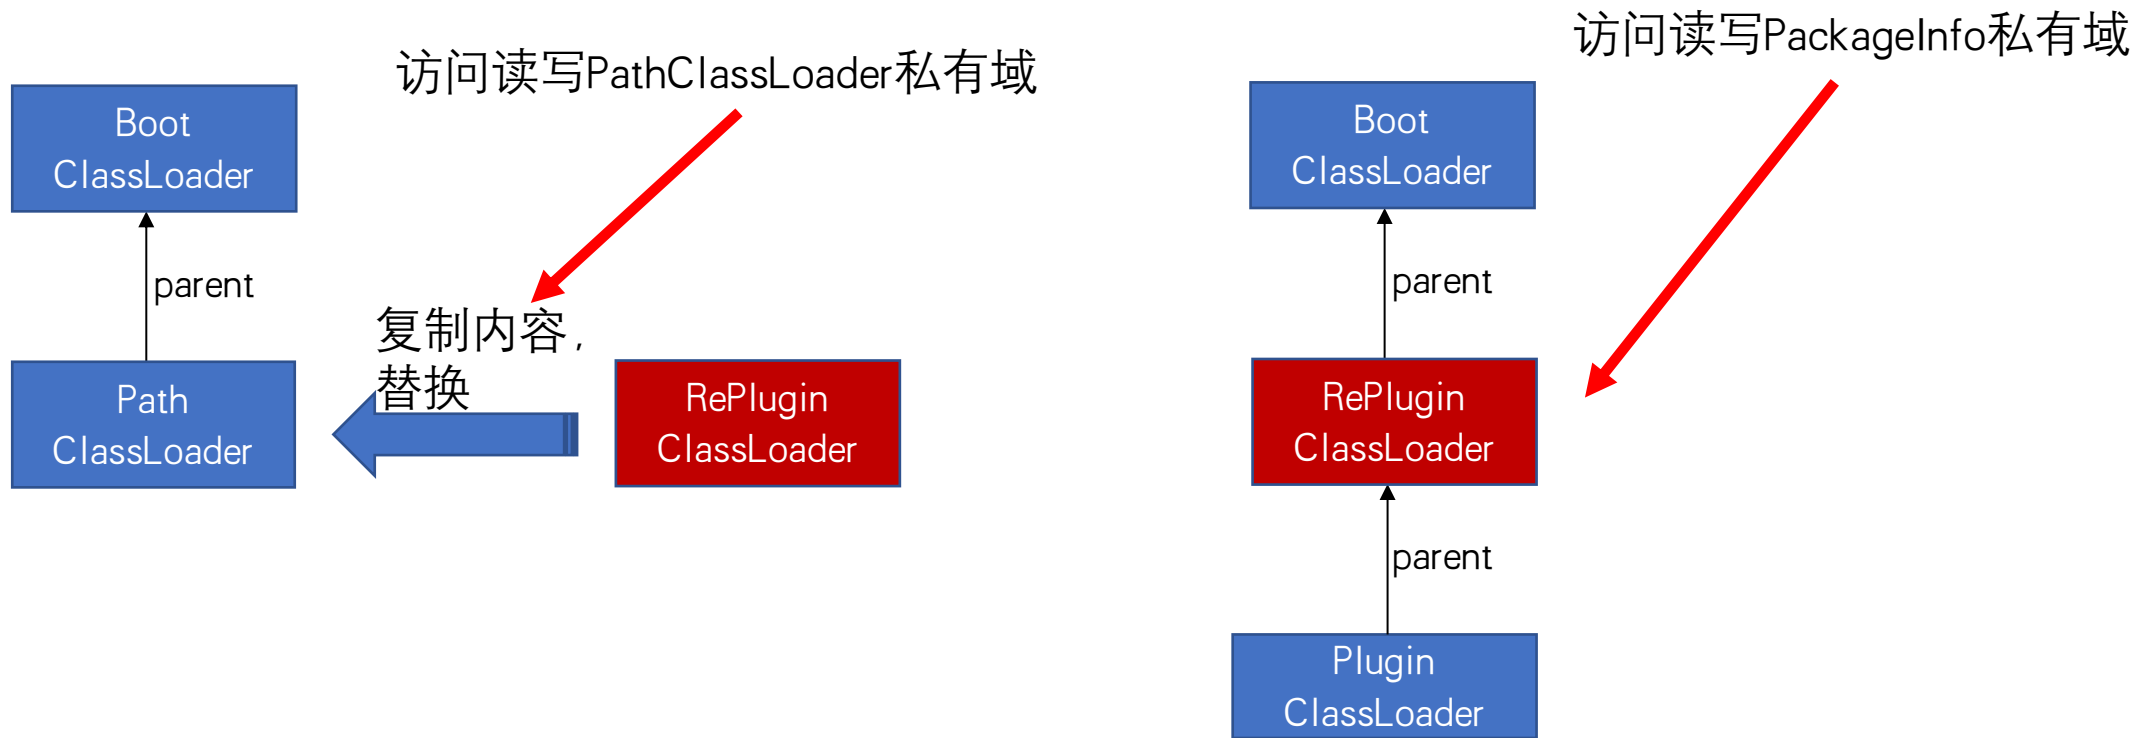 访问读写PathClassLoader私有域
Boot
ClassLoader
parent
复制内容，
替换
Path
ClassLoader
RePlugin
ClassLoader
访问读写PackageInfo私有域
Boot
ClassLoader
parent
RePlugin
ClassLoader
parent
Plugin
ClassLoader